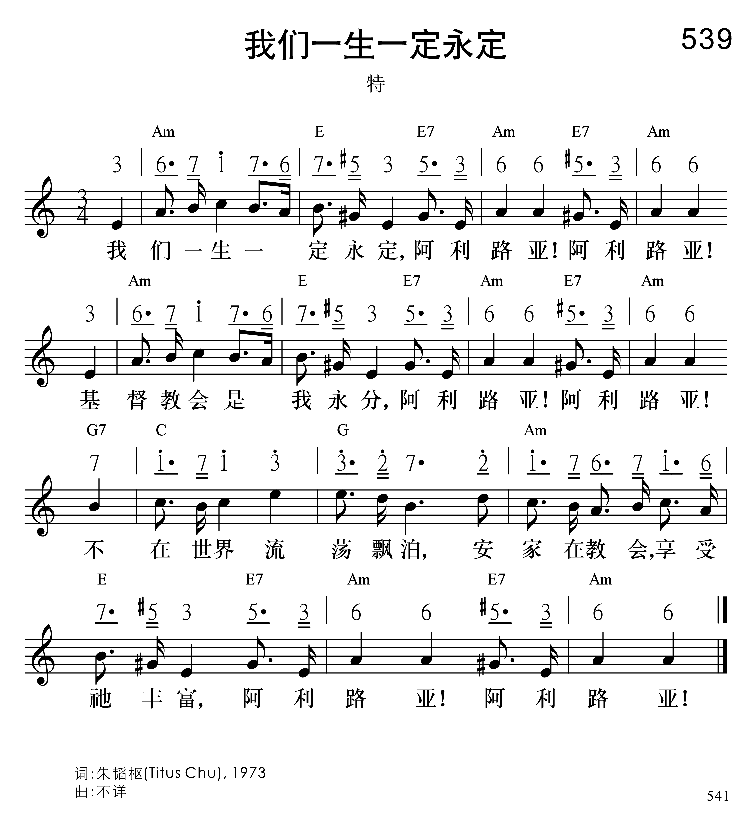 539
我们一生一定永定
特
Am E E7 Am E7 Am
3 | 6· 7 i 7· 6 | 7· #5 3 5· 3 | 6 6 #5· 3 | 6 6
3 4
我 们 一 生 一 定 永 定, 阿 利 路 亚! 阿 利 路 亚!
Am E E7 Am E7 Am
3 | 6· 7 i 7· 6 | 7· #5 3 5· 3 | 6 6 #5· 3 | 6 6 |
基 督 教 会 是 我 永 分, 阿 利 路 亚! 阿 利 路 亚!
G7 C G Am
7 | i· 7 i 3̇ | 3̇· 2̇ 7· 2̇ | i· 7 6· 7 i· 6 |
不 在 世 界 流 荡 飘 泊, 安 家 在 教 会, 享 受
E E7 Am E7 Am
7· #5 3 5· 3 | 6 6 #5· 3 | 6 6
祂 丰 富, 阿 利 路 亚! 阿 利 路 亚!
词:朱韬枢(Titus Chu), 1973
曲:不详
541